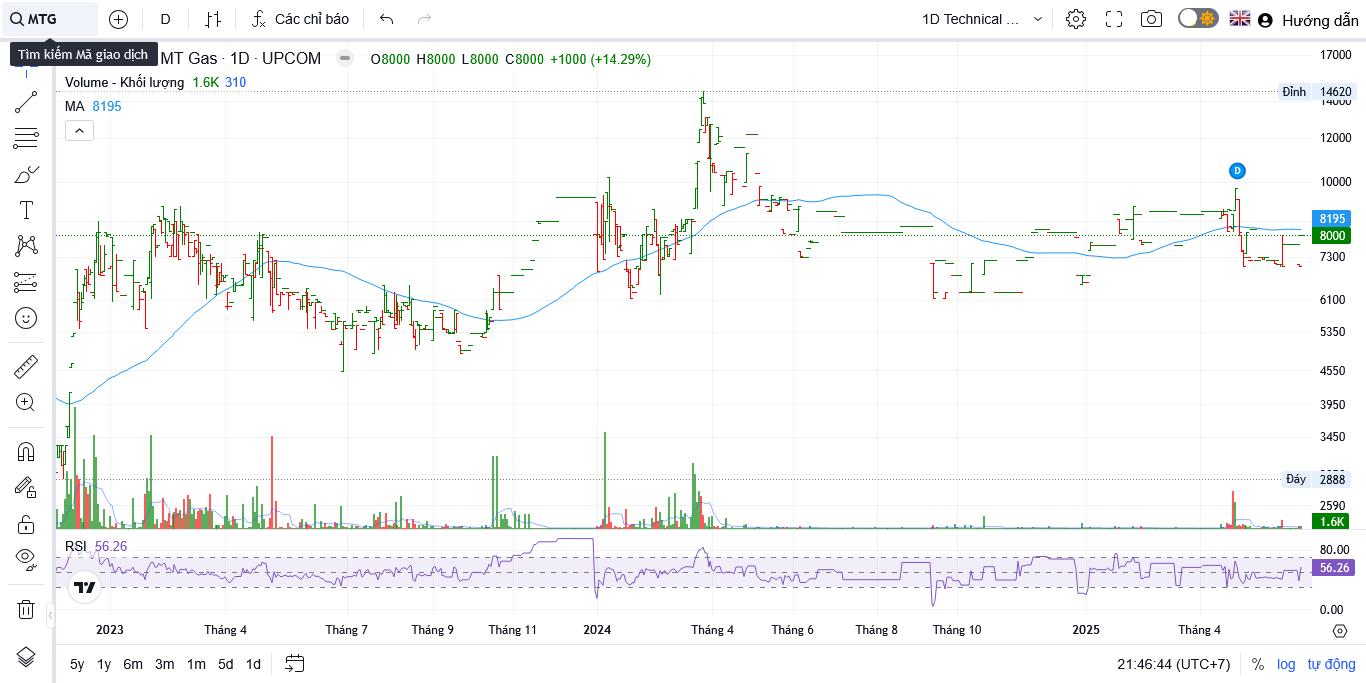 MTG
D
Các chỉ báo
1D Technical ...
Hướng dẫn
Tìm kiếm Mã giao dịch
MT Gas · 1D · UPCOM
O8000 H8000 L8000 C8000 +1000 (+14.29%)
Volume - Khối lượng 1.6K 310
MA 8195
17000
Đỉnh 14620
14000
12000
10000
D
8195
8000
7300
6100
5350
4550
3950
3450
Đáy 2888
2590
1.6K
RSI 56.26
80.00
56.26
0.00
2023 Tháng 4 Tháng 7 Tháng 9 Tháng 11 2024 Tháng 4 Tháng 6 Tháng 8 Tháng 10 2025 Tháng 4
5y 1y 6m 3m 1m 5d 1d
21:46:44 (UTC+7) % log tự động